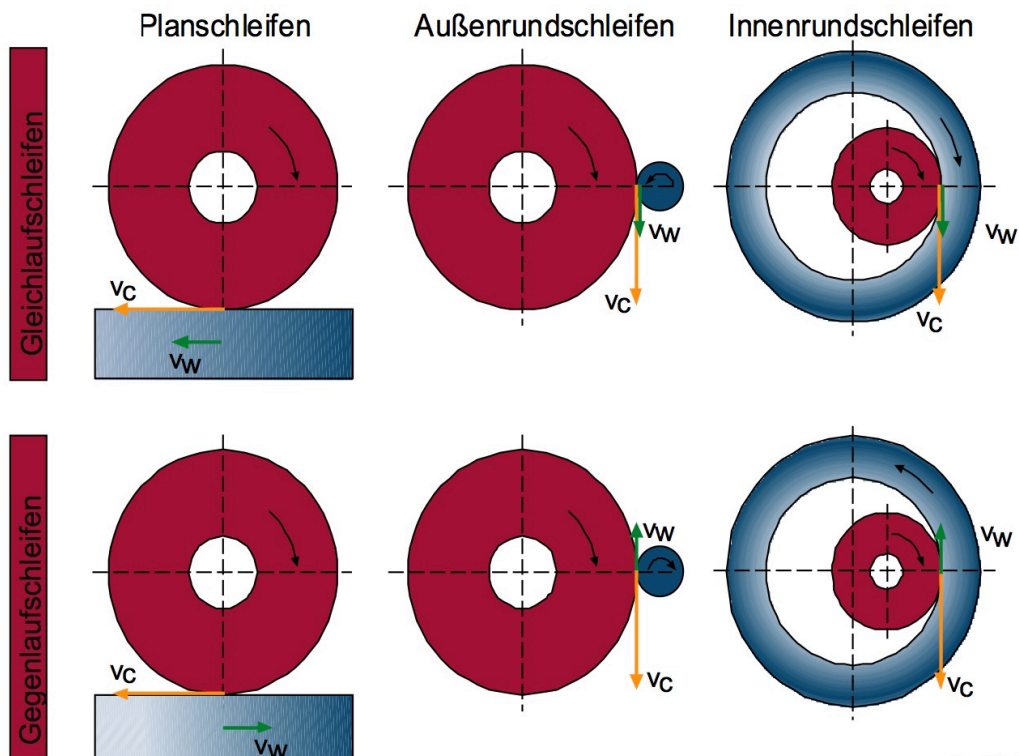 Planschleifen
Außenrundschleifen
Innenrundschleifen
Gleichlaufschleifen
vc
vw
vw
vc
vw
vc
Gegenlaufschleifen
vc
vw
vw
vc
vw
vc